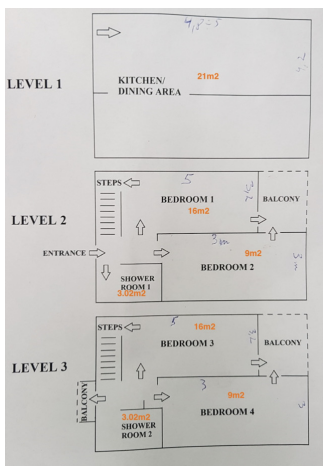 21m2
KITCHEN/
DINING AREA
LEVEL 1
STEPS
5
BEDROOM 1
16m2
BALCONY
LEVEL 2
3m
ENTRANCE
9m2
BEDROOM 2
SHOWER
ROOM 1
3.02m2
STEPS
16m2
BEDROOM 3
BALCONY
LEVEL 3
3
BALCONY
9m2
BEDROOM 4
3.02m2
SHOWER
ROOM 2